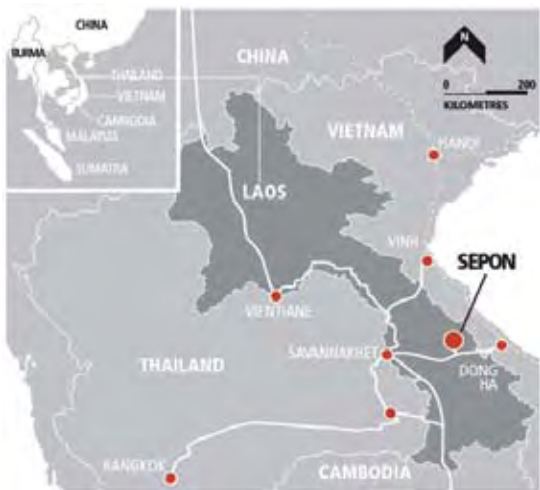 CHINA
BURMA
THAILAND
VIETNAM
CAMBODIA
MALAYSIA
SUMATRA
CHINA
N
0 200
KILOMETRES
VIETNAM
HANOI
LAOS
VINH
SEPON
VIENTIANE
SAVANNAKHET
THAILAND
DONG
HA
BANGKOK
CAMBODIA